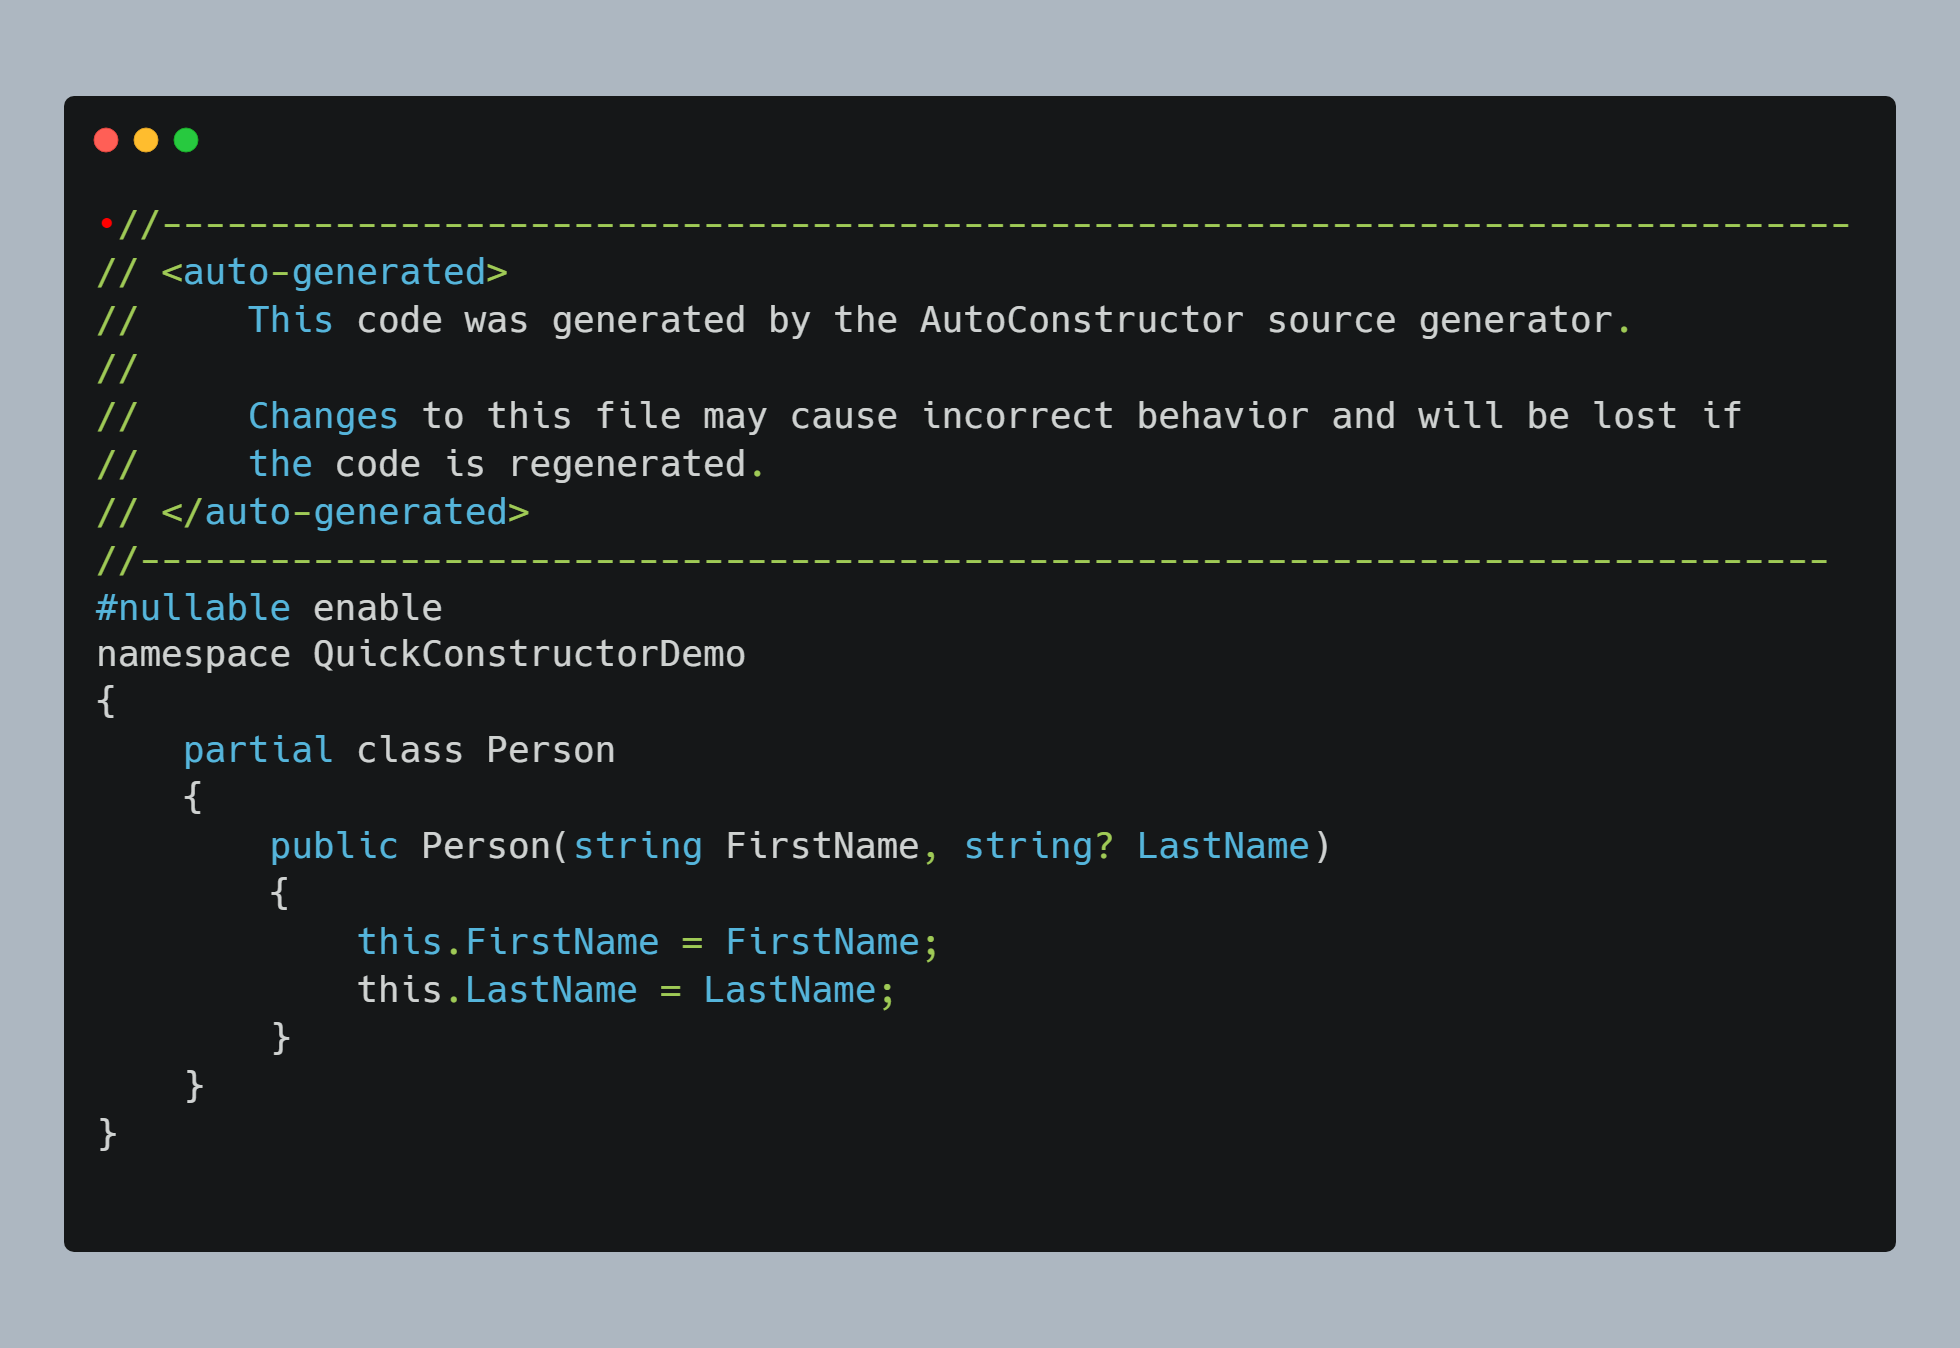 •//------------------------------------------------------------------------------
// <auto-generated>
//     This code was generated by the AutoConstructor source generator.
//
//     Changes to this file may cause incorrect behavior and will be lost if
//     the code is regenerated.
// </auto-generated>
//------------------------------------------------------------------------------
#nullable enable
namespace QuickConstructorDemo
{
    partial class Person
    {
        public Person(string FirstName, string? LastName)
        {
            this.FirstName = FirstName;
            this.LastName = LastName;
        }
    }
}